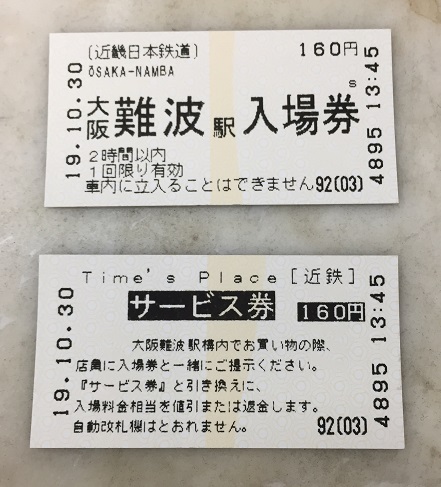 (近畿日本鉄道) 160円
ŌSAKA-NAMBA
大阪難波駅入場券
s
2時間以内
1回限り有効
車内に立入ることはできません 92(03)
19.10.30
4895 13:45
Time's Place [近鉄]
サービス券 160円
大阪難波駅構内でお買い物の際、
店員に入場券と一緒にご提示ください。
『サービス券』と引き換えに、
入場料金相当を値引または返金します。
自動改札機はとおれません。 92(03)
19.10.30
4895 13:45